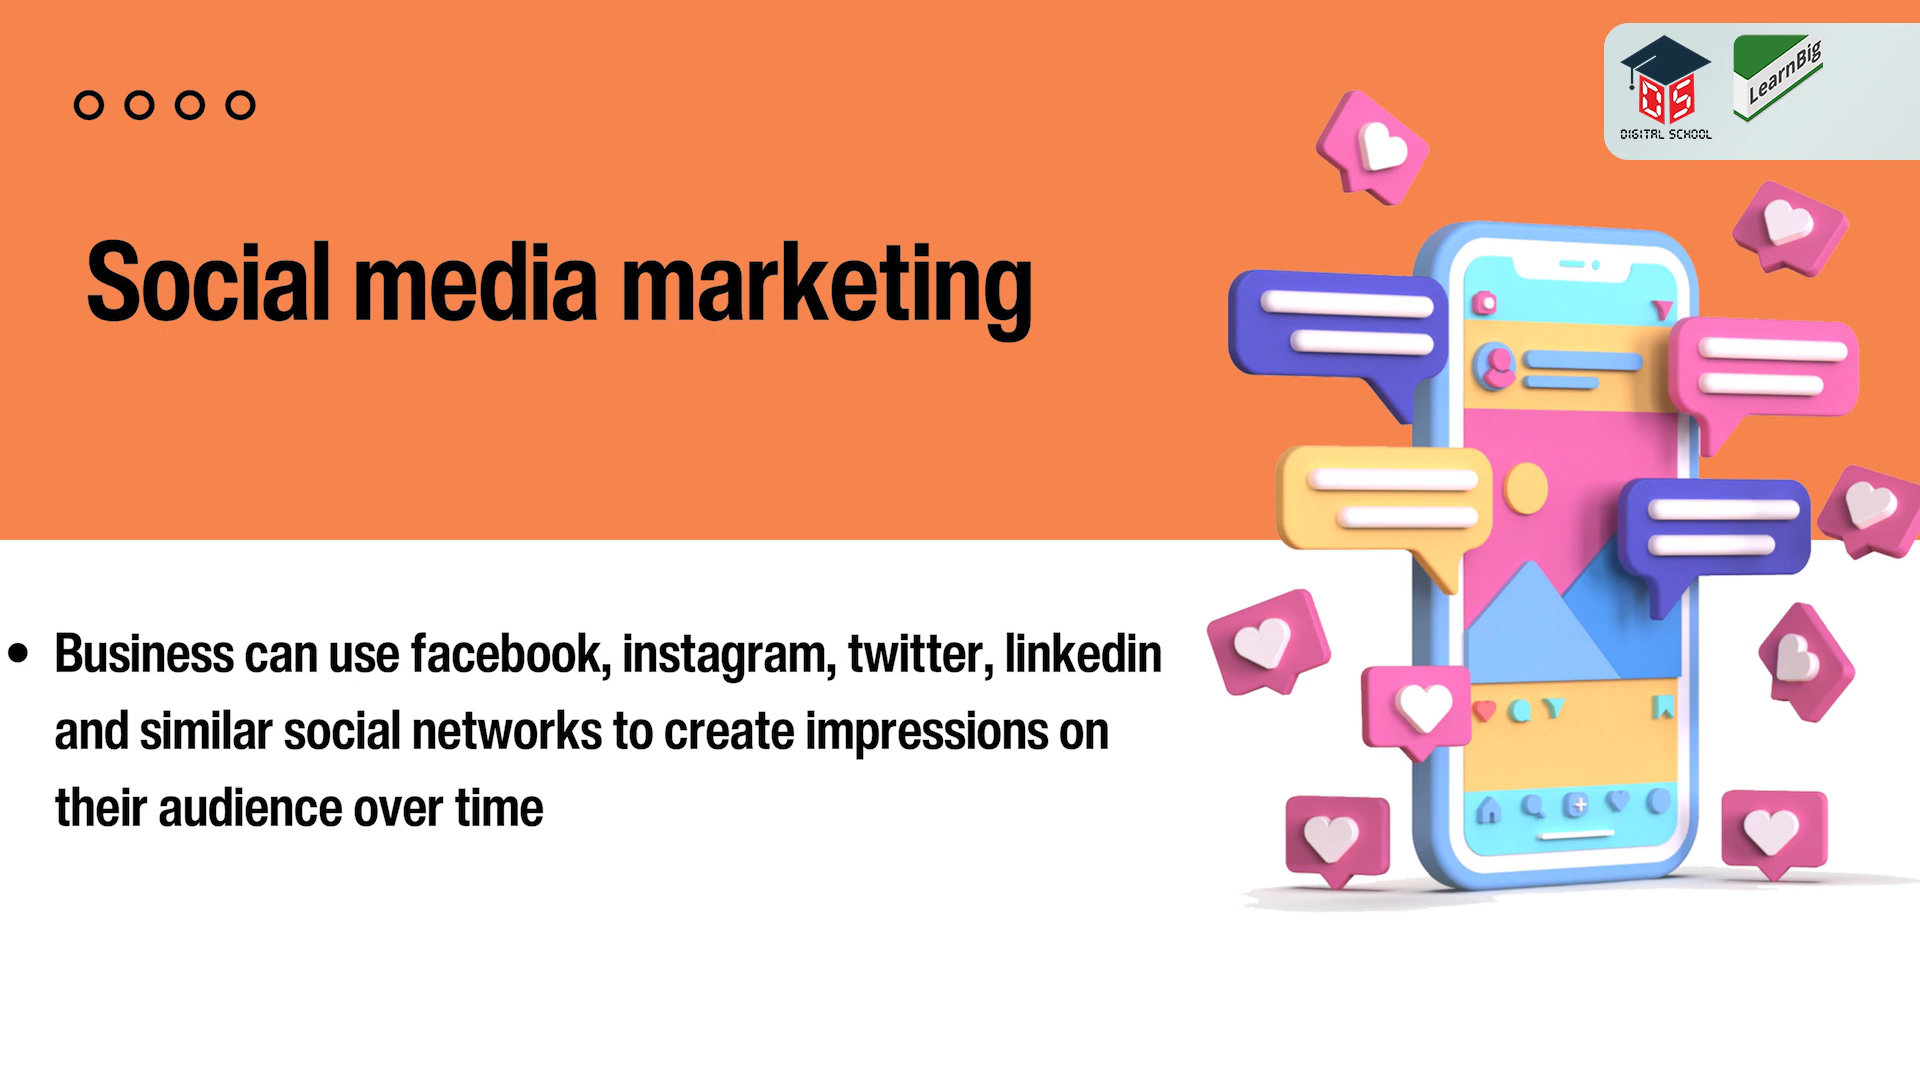 Social media marketing
• Business can use facebook, instagram, twitter, linkedin
and similar social networks to create impressions on
their audience over time
DS
DIGITAL SCHOOL
LearnBig